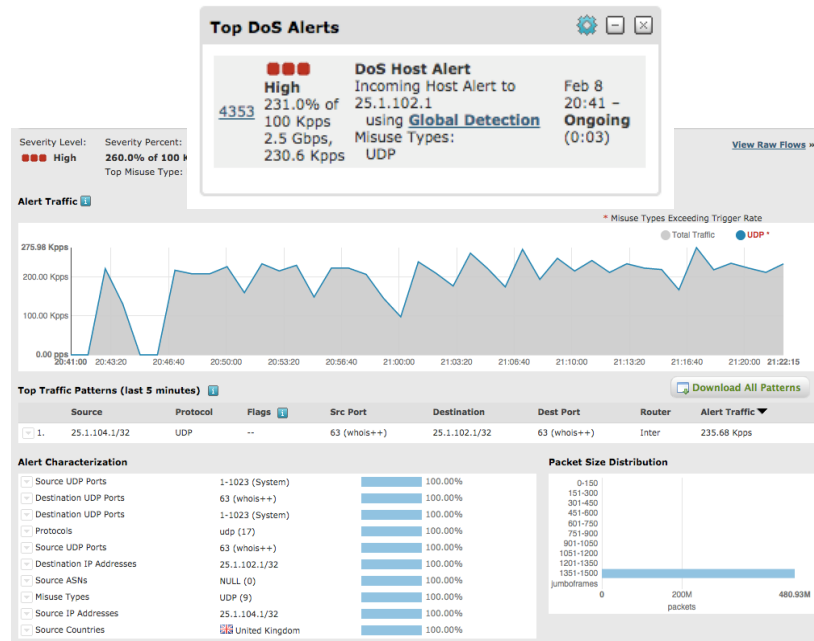 Top DoS Alerts
4353
High
231.0% of
100 Kpps
2.5 Gbps,
230.6 Kpps
DoS Host Alert
Incoming Host Alert to
25.1.102.1
using Global Detection
Misuse Types:
UDP
Feb 8
20:41 –
Ongoing
(0:03)
Severity Level:
High
Severity Percent:
260.0% of 100 K
Top Misuse Type:
View Raw Flows »
Alert Traffic
* Misuse Types Exceeding Trigger Rate
Total Traffic UDP *
275.98 Kpps
200.00 Kpps
100.00 Kpps
0.00 pps
20:41:00 20:43:20 20:46:40 20:50:00 20:53:20 20:56:40 21:00:00 21:03:20 21:06:40 21:10:00 21:13:20 21:16:40 21:20:00 21:22:15
Top Traffic Patterns (last 5 minutes)
Download All Patterns
Source Protocol Flags Src Port Destination Dest Port Router Alert Traffic
1. 25.1.104.1/32 UDP -- 63 (whois++) 25.1.102.1/32 63 (whois++) Inter 235.68 Kpps
Alert Characterization
Source UDP Ports 1-1023 (System) 100.00%
Destination UDP Ports 63 (whois++) 100.00%
Destination UDP Ports 1-1023 (System) 100.00%
Protocols udp (17) 100.00%
Source UDP Ports 63 (whois++) 100.00%
Destination IP Addresses 25.1.102.1/32 100.00%
Source ASNs NULL (0) 100.00%
Misuse Types UDP (9) 100.00%
Source IP Addresses 25.1.104.1/32 100.00%
Source Countries United Kingdom 100.00%
Packet Size Distribution
0-150
151-300
301-450
451-600
601-750
751-900
901-1050
1051-1200
1201-1350
1351-1500
jumboframes
0 200M 480.93M
packets